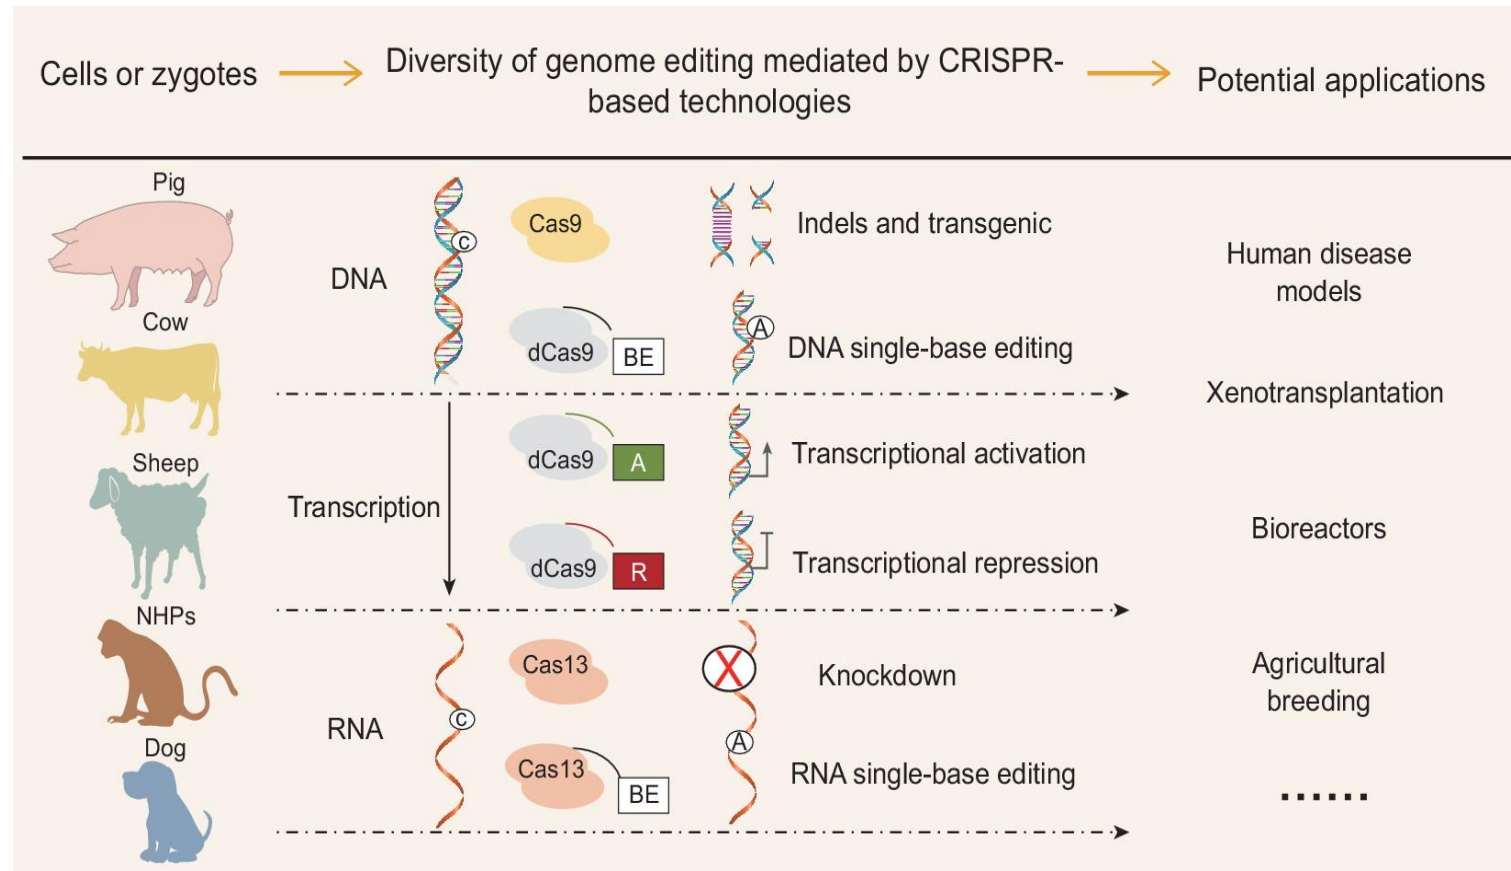 Cells or zygotes
Diversity of genome editing mediated by CRISPR-
based technologies
Potential applications
Pig
Cow
Sheep
NHPs
Dog
DNA
C
Cas9
Indels and transgenic
dCas9
BE
A
DNA single-base editing
Transcription
dCas9
A
Transcriptional activation
dCas9
R
Transcriptional repression
RNA
C
Cas13
X
Knockdown
Cas13
BE
A
RNA single-base editing
Human disease
models
Xenotransplantation
Bioreactors
Agricultural
breeding
......